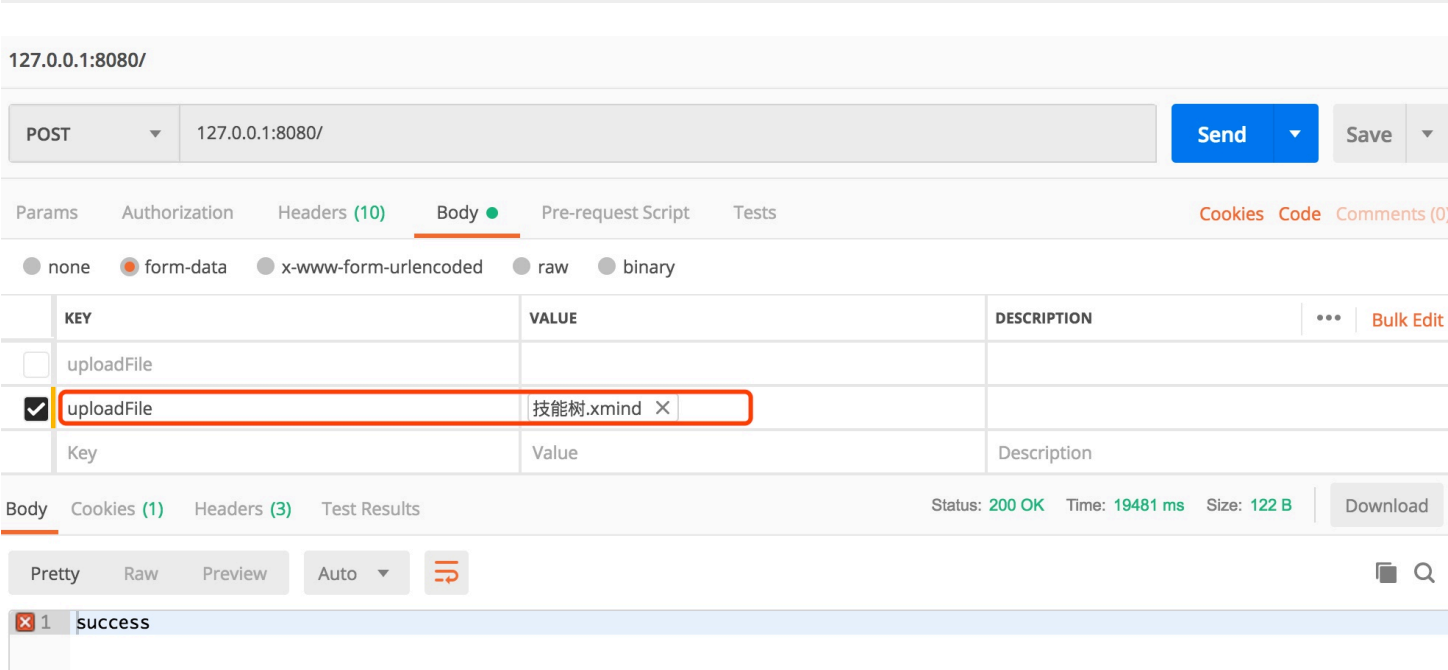 127.0.0.1:8080/
POST 127.0.0.1:8080/ Send Save
Params Authorization Headers (10) Body Pre-request Script Tests Cookies Code Comments (0)
none form-data x-www-form-urlencoded raw binary
KEY VALUE DESCRIPTION ••• Bulk Edit
uploadFile
uploadFile 技能树.xmind
Key Value Description
Body Cookies (1) Headers (3) Test Results Status: 200 OK Time: 19481 ms Size: 122 B Download
Pretty Raw Preview Auto
1 success